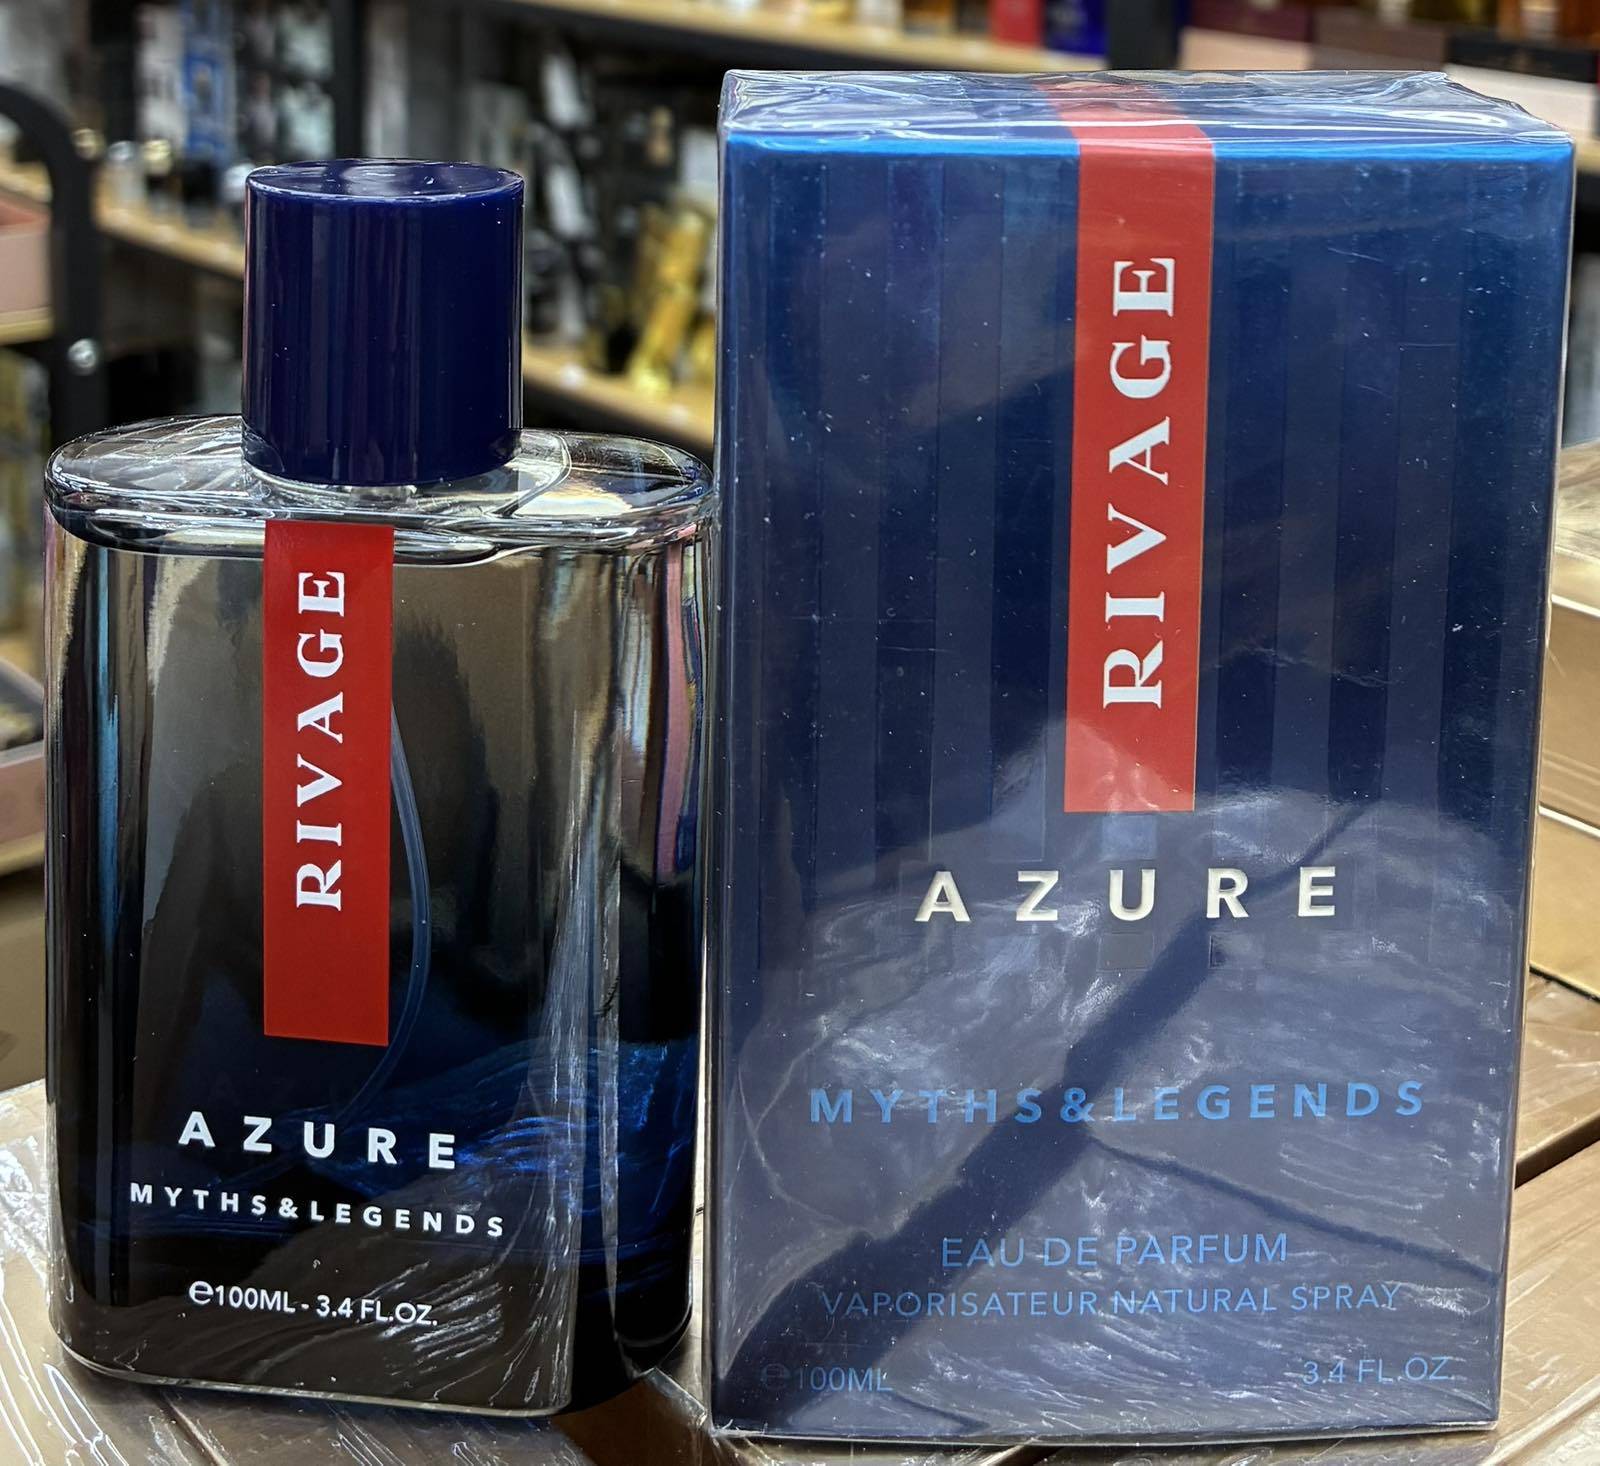 RIVAGE
AZURE
MYTHS&LEGENDS
℮100ML - 3.4 FL.OZ.
RIVAGE
AZURE
MYTHS&LEGENDS
EAU DE PARFUM
VAPORISATEUR NATURAL SPRAY
℮100ML 3.4 FL.OZ.